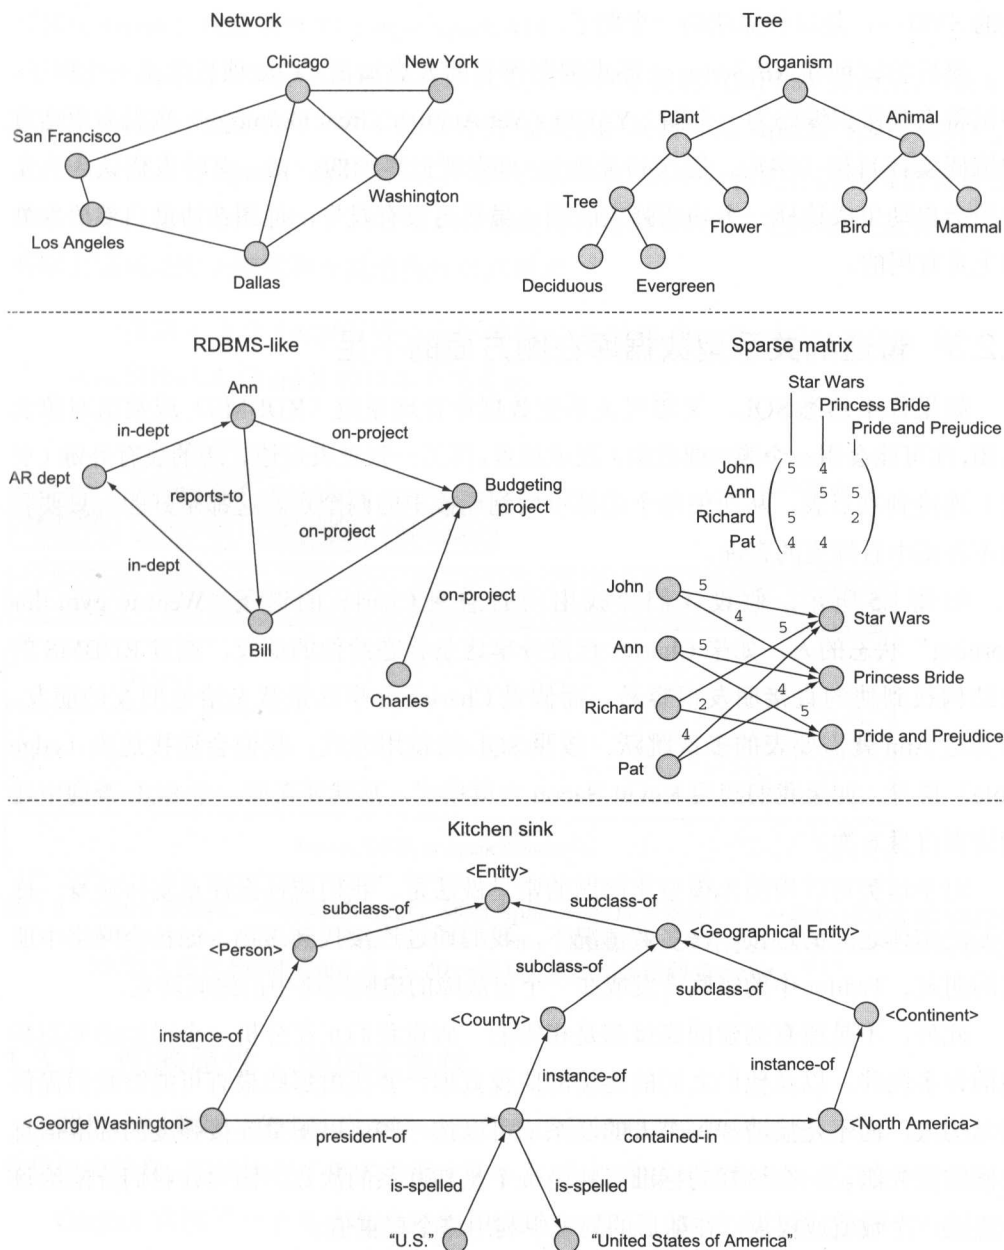 Network
Chicago
New York
San Francisco
Washington
Los Angeles
Dallas
Tree
Organism
Plant
Animal
Tree
Flower
Bird
Mammal
Deciduous
Evergreen
RDBMS-like
Ann
in-dept
on-project
AR dept
reports-to
Budgeting
project
on-project
in-dept
on-project
Bill
Charles
Sparse matrix
Star Wars
Princess Bride
Pride and Prejudice
John 5 4
Ann 5 5
Richard 5 2
Pat 4 4
John
5
4
5
Star Wars
Ann
5
Princess Bride
4
Richard
2
5
Pride and Prejudice
4
Pat
Kitchen sink
<Entity>
subclass-of
subclass-of
<Person>
<Geographical Entity>
subclass-of
subclass-of
<Country>
<Continent>
instance-of
instance-of
instance-of
<George Washington>
president-of
contained-in
<North America>
is-spelled
is-spelled
“U.S.”
“United States of America”